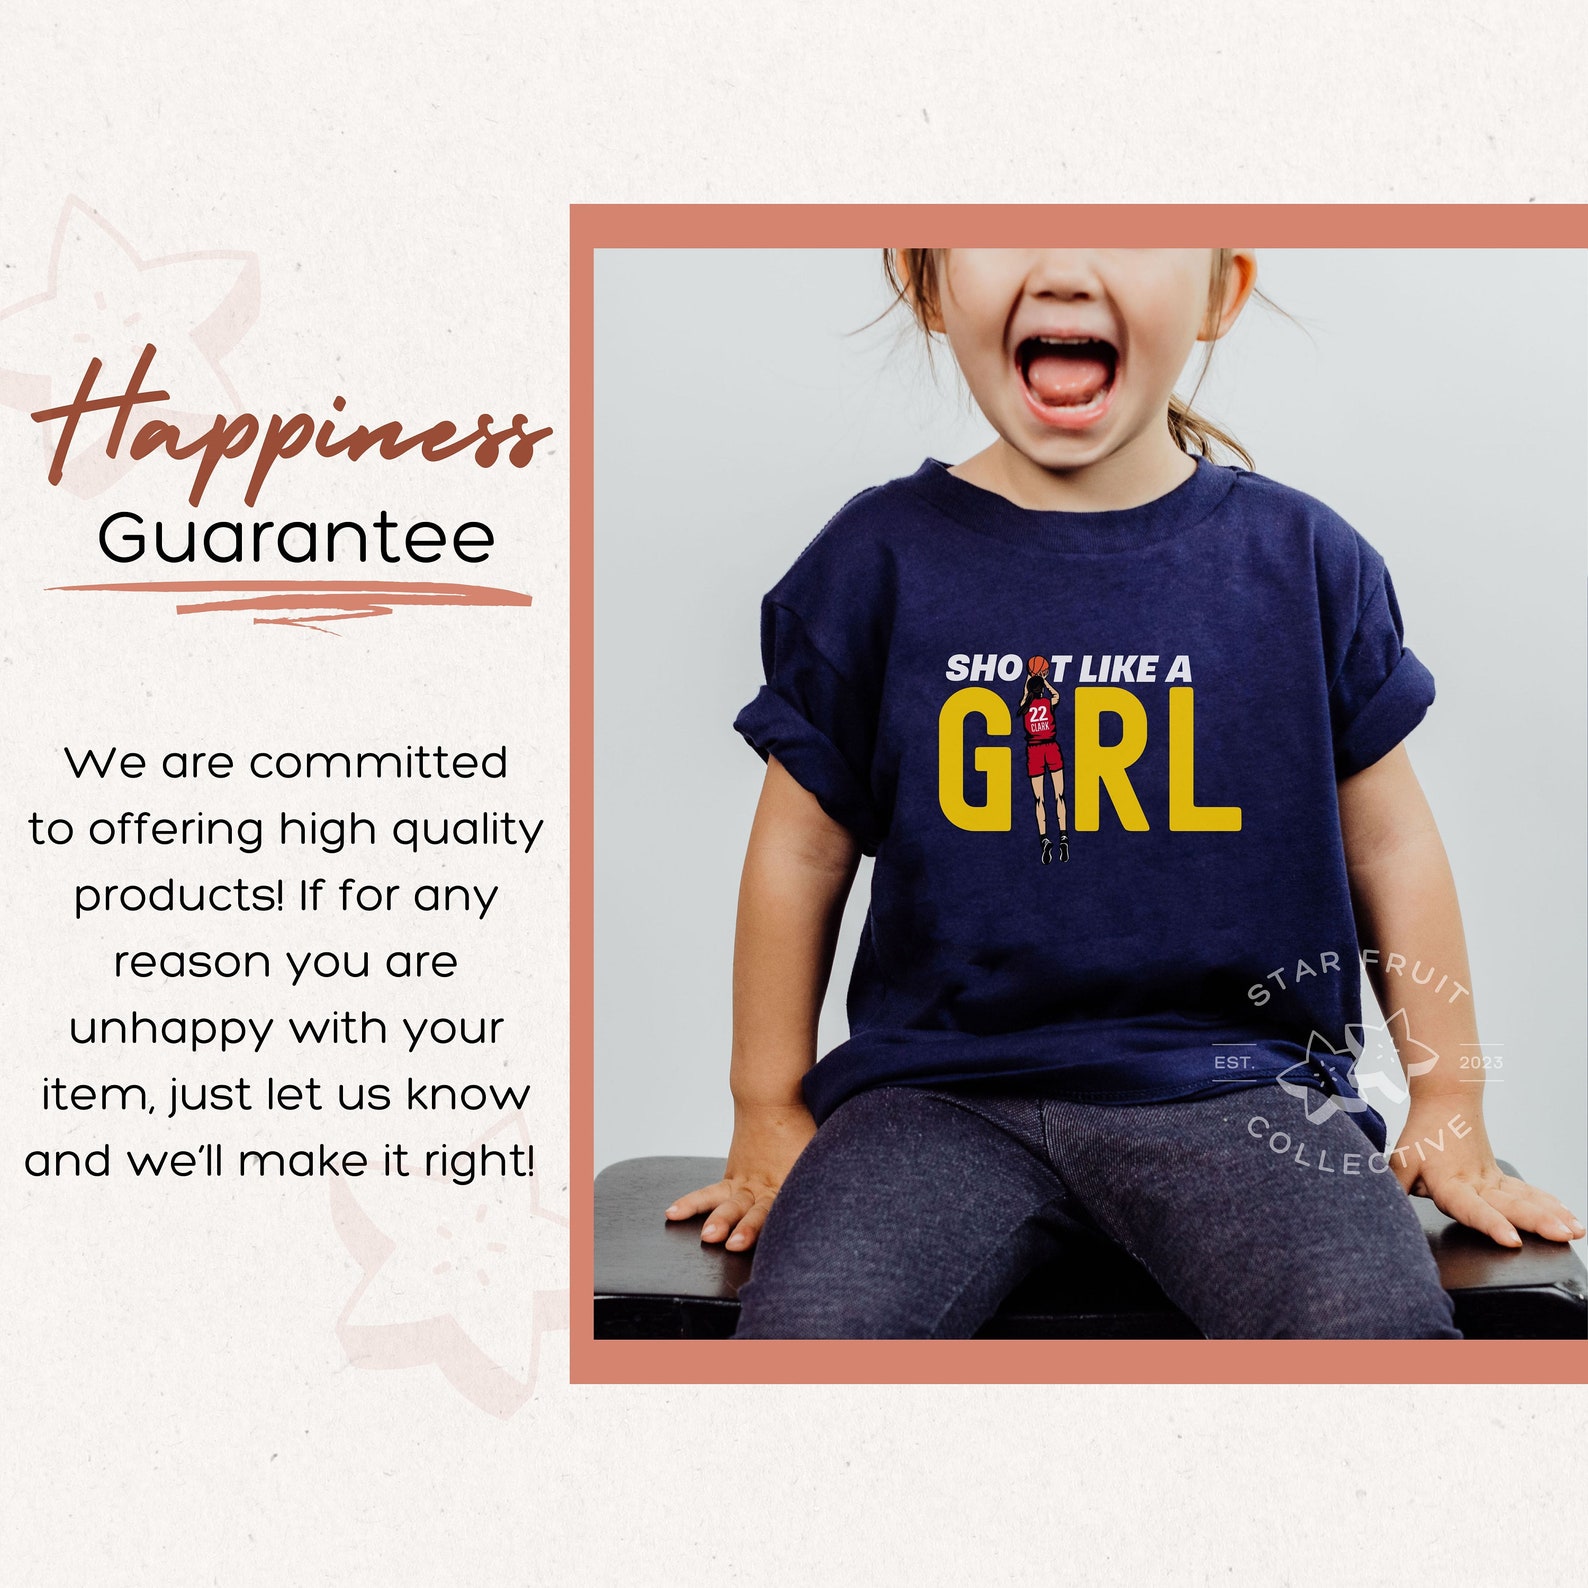 Happiness
Guarantee
We are committed
to offering high quality
products! If for any
reason you are
unhappy with your
item, just let us know
and we'll make it right!
SHOOT LIKE A
GIRL
22
CLARK
STAR FRUIT
EST. 2023
COLLECTIVE